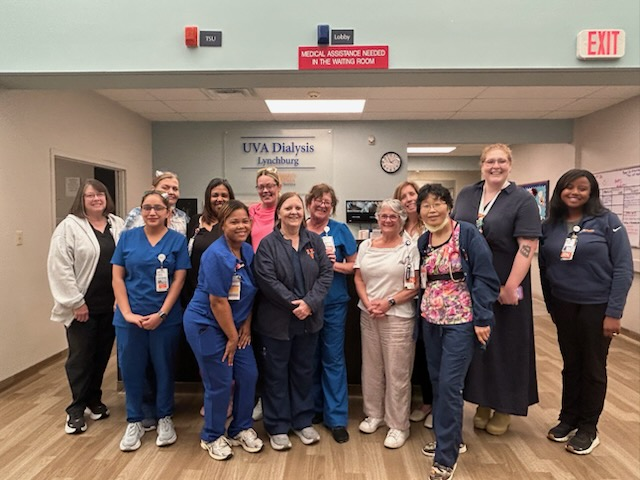 TSU
Lobby
MEDICAL ASSISTANCE NEEDED
IN THE WAITING ROOM
EXIT
UVA Dialysis
Lynchburg